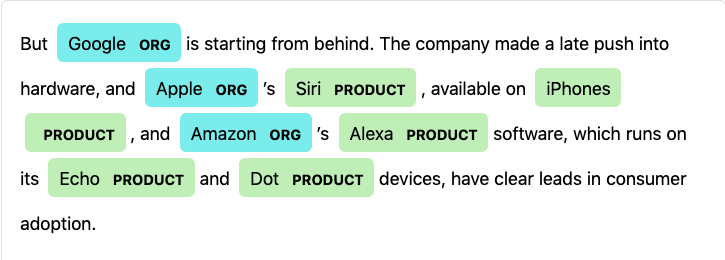 But Google ORG is starting from behind. The company made a late push into
hardware, and Apple ORG ’s Siri PRODUCT , available on iPhones
PRODUCT , and Amazon ORG ’s Alexa PRODUCT software, which runs on
its Echo PRODUCT and Dot PRODUCT devices, have clear leads in consumer
adoption.